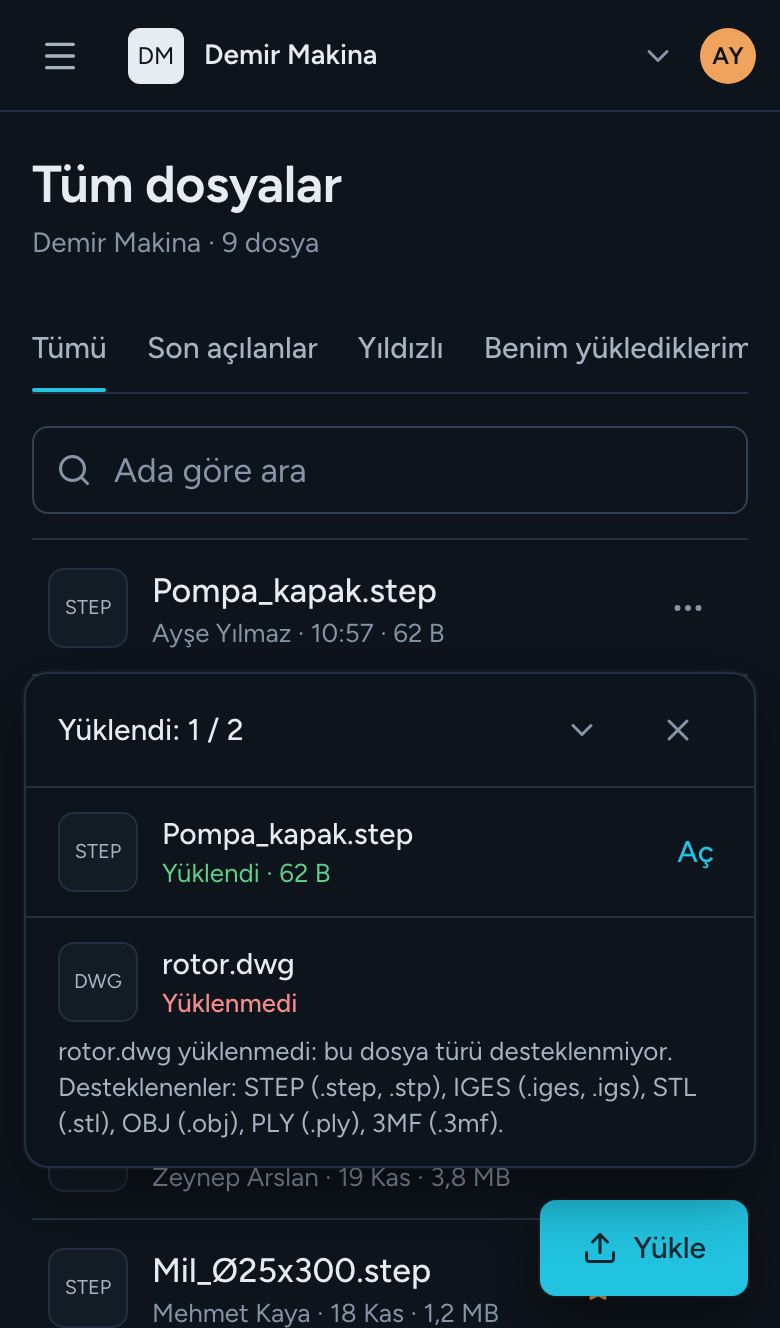 DM Demir Makina AY
Tüm dosyalar
Demir Makina · 9 dosya
Tümü Son açılanlar Yıldızlı Benim yüklediklerim
Ada göre ara
STEP
Pompa_kapak.step
Ayşe Yılmaz · 10:57 · 62 B
Yüklendi: 1 / 2
STEP
Pompa_kapak.step
Yüklendi · 62 B
Aç
DWG
rotor.dwg
Yüklenmedi
rotor.dwg yüklenmedi: bu dosya türü desteklenmiyor.
Desteklenenler: STEP (.step, .stp), IGES (.iges, .igs), STL
(.stl), OBJ (.obj), PLY (.ply), 3MF (.3mf).
Zeynep Arslan · 19 Kas · 3,8 MB
Yükle
STEP
Mil_Ø25x300.step
Mehmet Kaya · 18 Kas · 1,2 MB